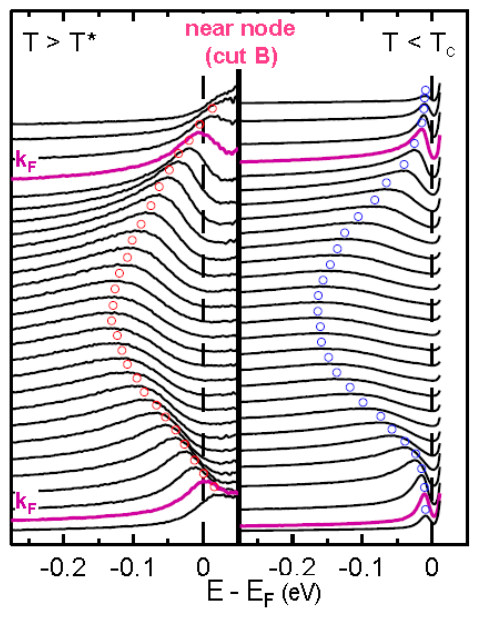 T > T* near node T < Tc
(cut B)
kF
kF
-0.2 -0.1 0 -0.2 -0.1 0
E - EF (eV)